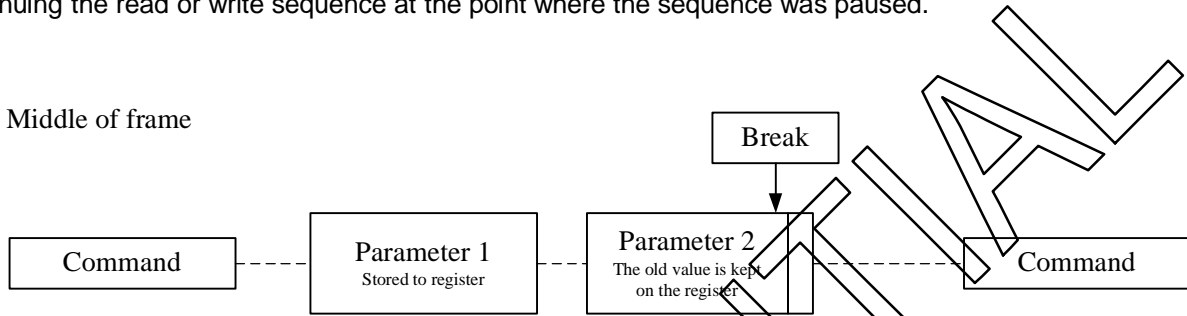 nuing the read or write sequence at the point where the sequence was paused.
Middle of frame
Break
Command
Parameter 1
Stored to register
Parameter 2
The old value is kept
on the register
Command
TIAL